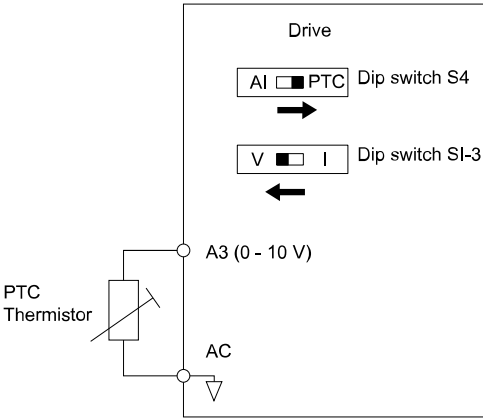 Drive
AI PTC Dip switch S4
V I Dip switch SI-3
A3 (0 - 10 V)
PTC
Thermistor
AC